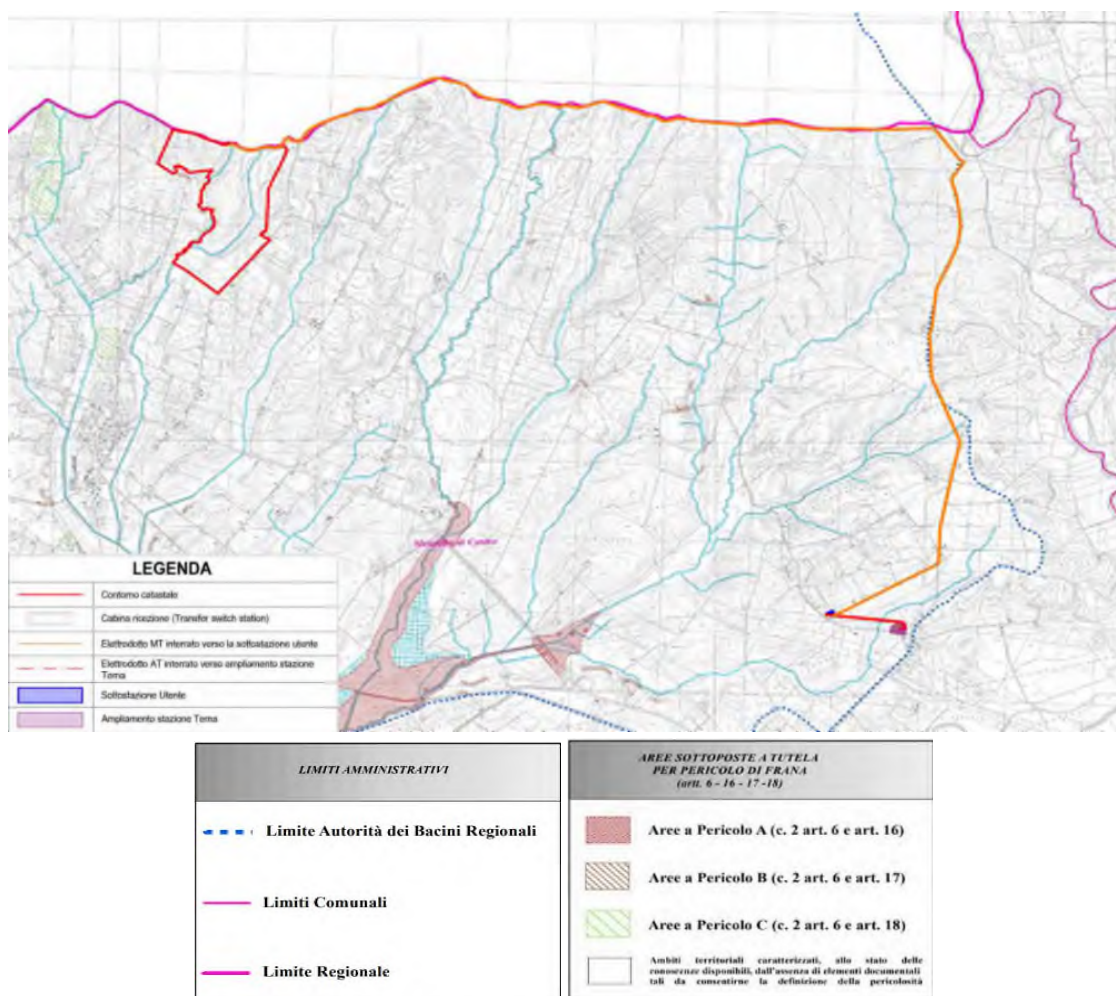 LEGENDA
Contorno catastale
Cabina ricezione (Transfer switch station)
Elettrodotto MT interrato verso la sottostazione utente
Elettrodotto AT interrato verso ampliamento stazione
Terna
Sottostazione Utente
Ampliamento stazione Terna
LIMITI AMMINISTRATIVI
Limite Autorità dei Bacini Regionali
Limiti Comunali
Limite Regionale
AREE SOTTOPOSTE A TUTELA
PER PERICOLO DI FRANA
(artt. 6 - 16 - 17 -18)
Aree a Pericolo A (c. 2 art. 6 e art. 16)
Aree a Pericolo B (c. 2 art. 6 e art. 17)
Aree a Pericolo C (c. 2 art. 6 e art. 18)
Ambiti territoriali caratterizzati, allo stato delle
conoscenze disponibili, dall'assenza di elementi documentali
tali da consentirne la definizione della pericolosità